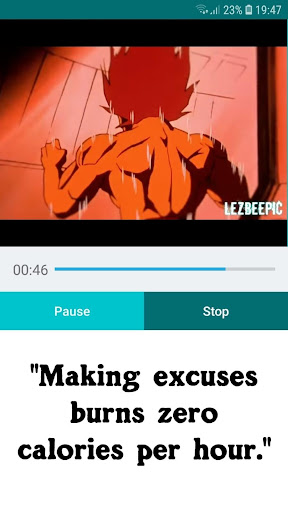 23% 19:47
LEZBEEPIC
00:46
Pause Stop
"Making excuses
burns zero
calories per hour."